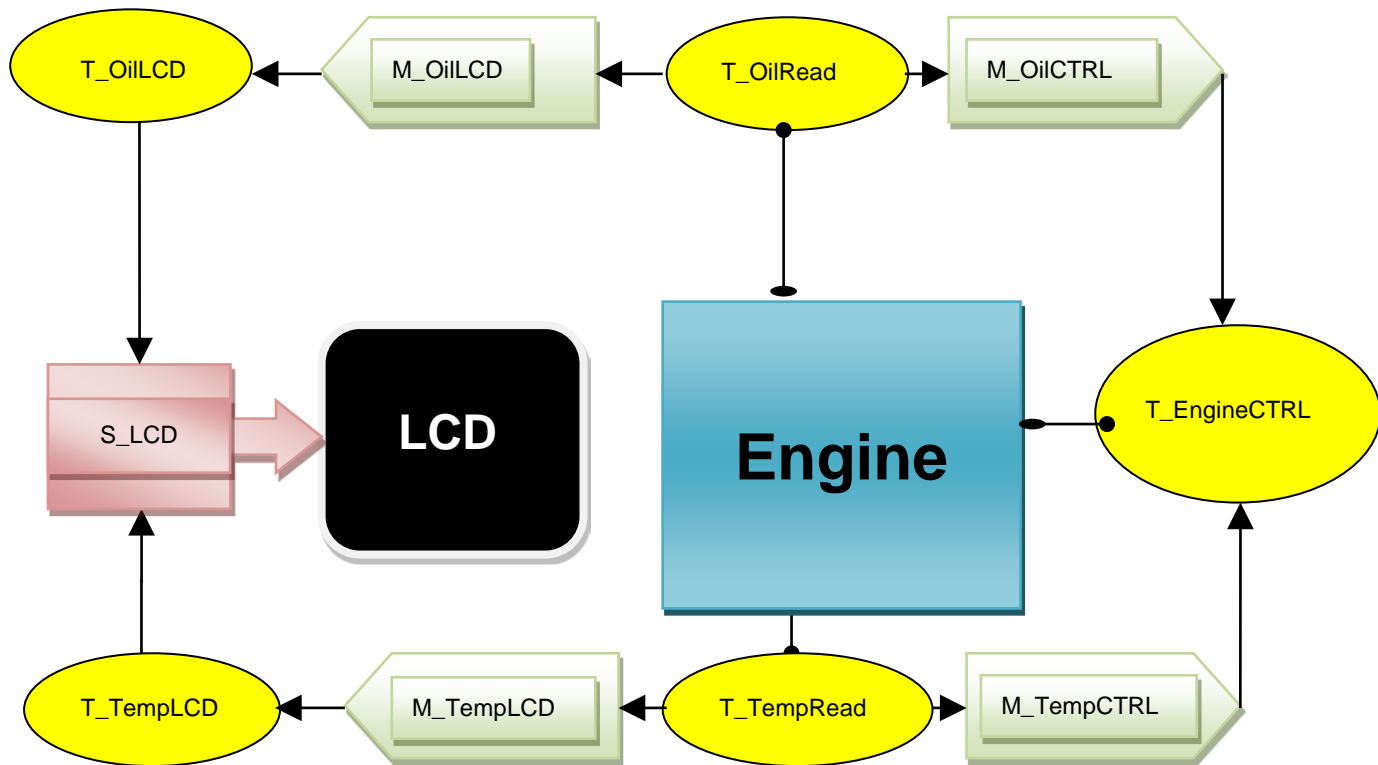 T_OilLCD
M_OilLCD
T_OilRead
M_OilCTRL
S_LCD
LCD
Engine
T_EngineCTRL
T_TempLCD
M_TempLCD
T_TempRead
M_TempCTRL